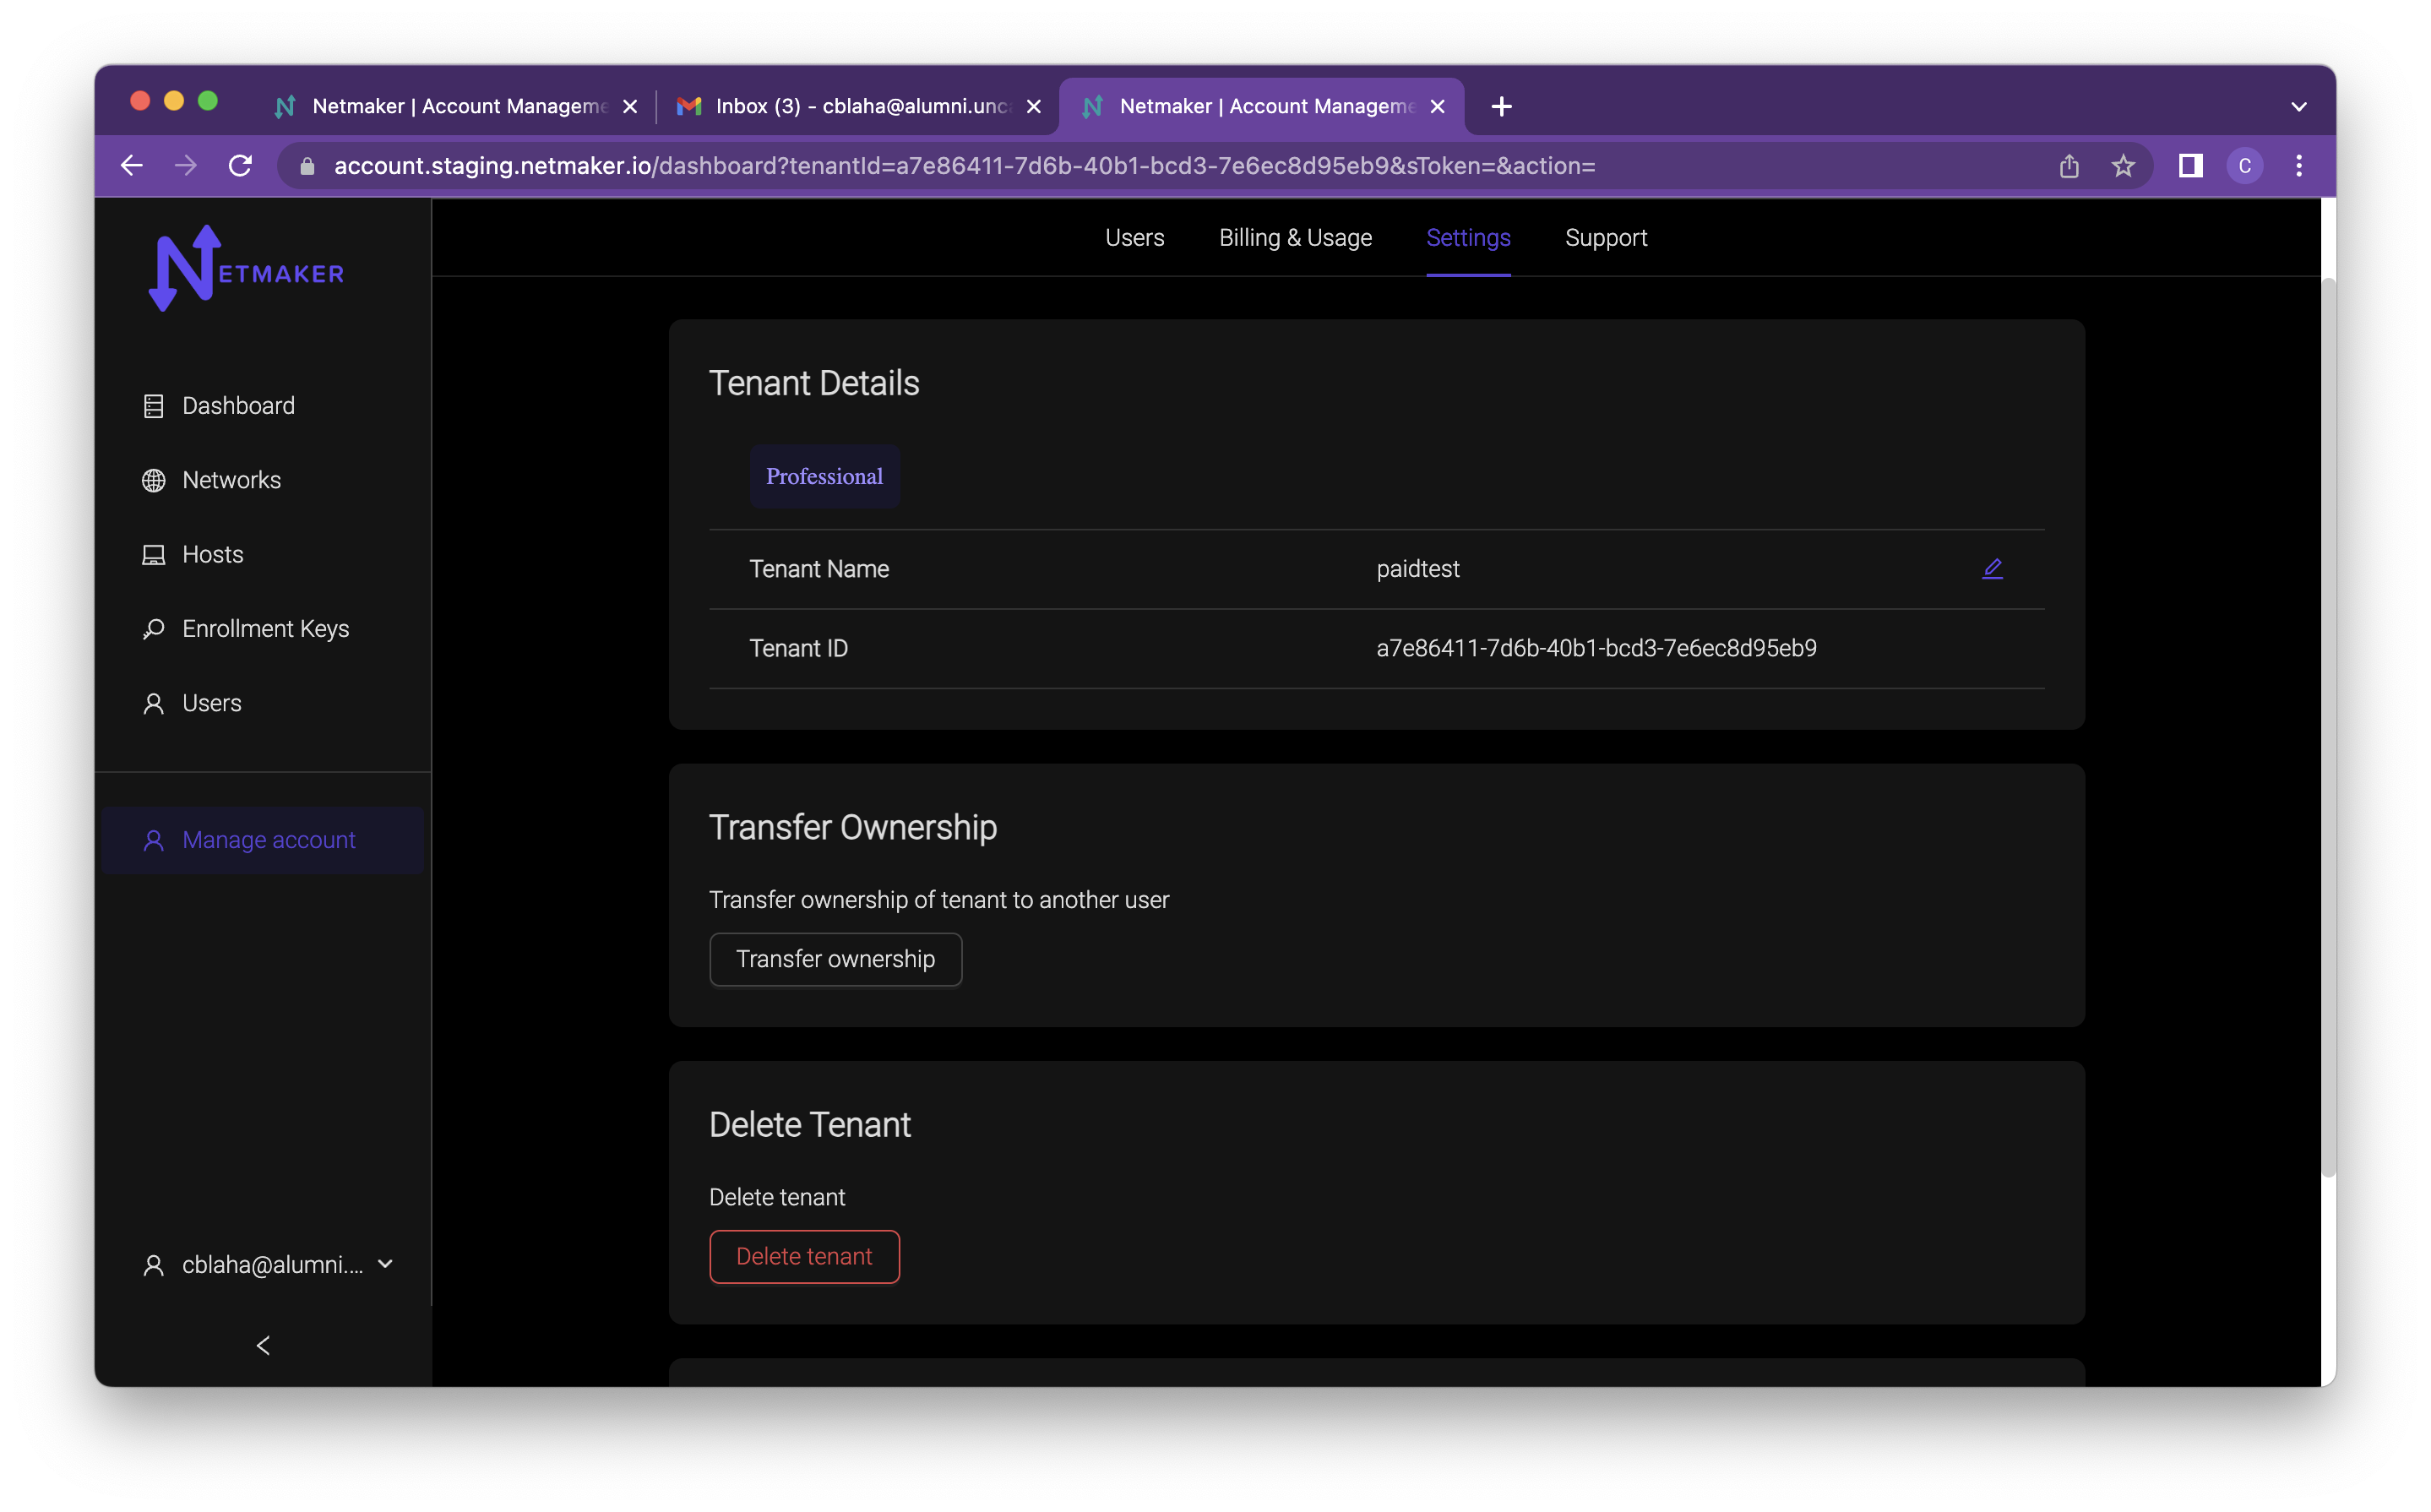 Netmaker | Account Manageme
Inbox (3) - cblaha@alumni.unc
Netmaker | Account Manageme
account.staging.netmaker.io/dashboard?tenantId=a7e86411-7d6b-40b1-bcd3-7e6ec8d95eb9&sToken=&action=
C
NETMAKER
Dashboard
Networks
Hosts
Enrollment Keys
Users
Manage account
cblaha@alumni....
Users
Billing & Usage
Settings
Support
Tenant Details
Professional
Tenant Name
paidtest
Tenant ID
a7e86411-7d6b-40b1-bcd3-7e6ec8d95eb9
Transfer Ownership
Transfer ownership of tenant to another user
Transfer ownership
Delete Tenant
Delete tenant
Delete tenant